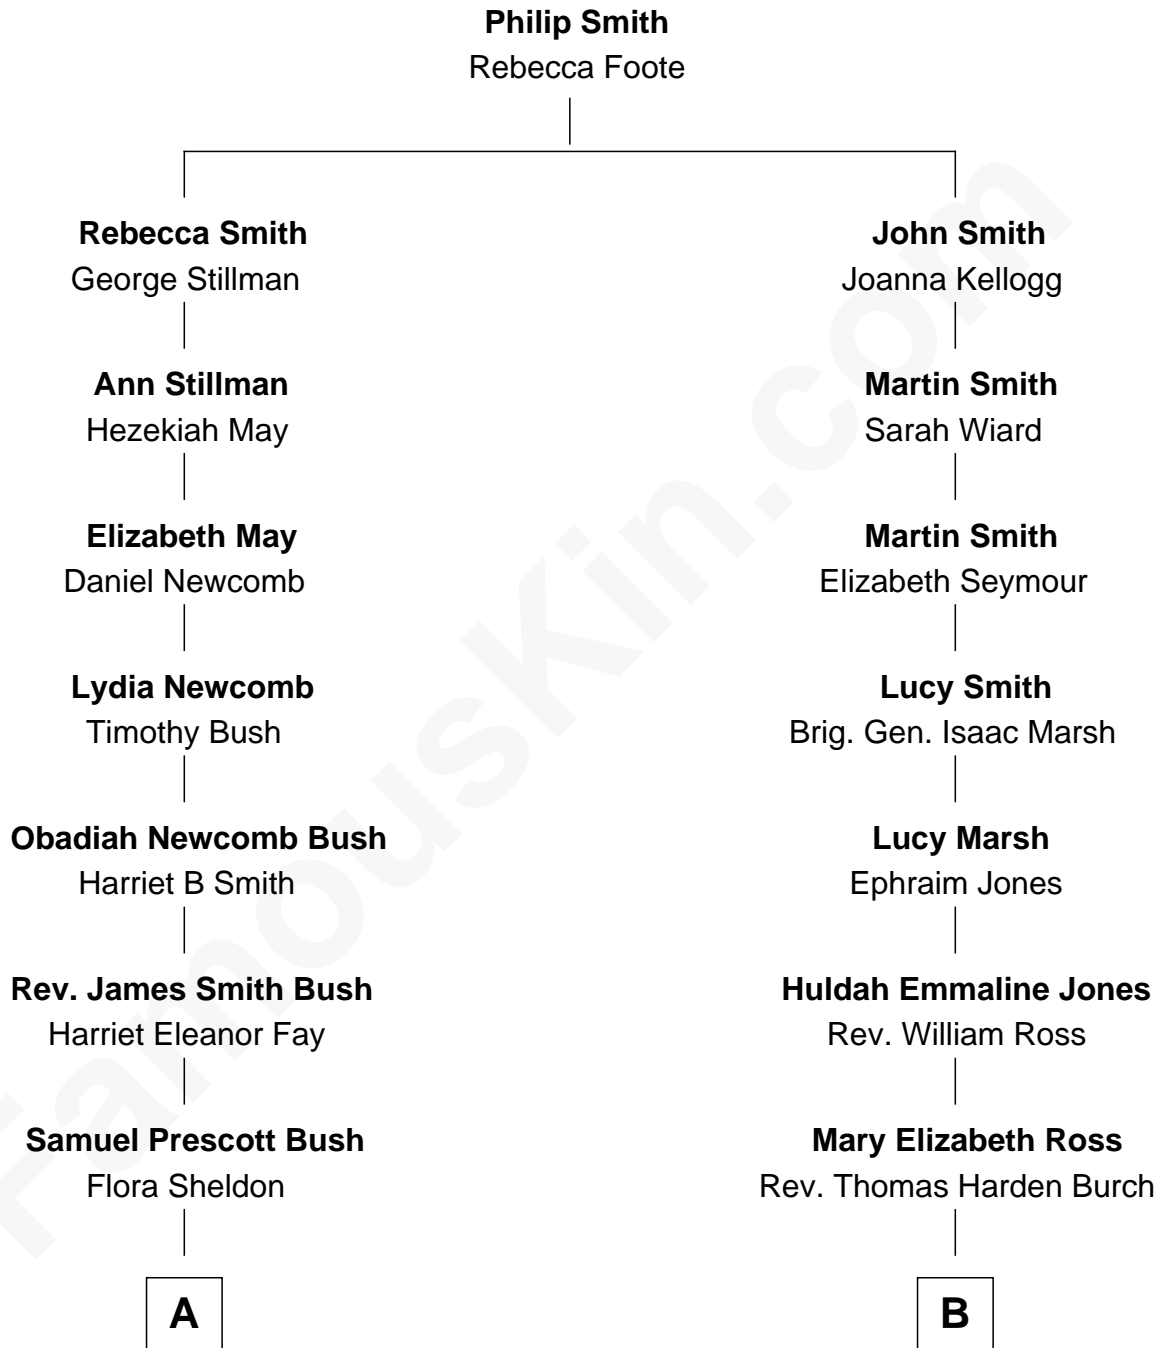 Philip Smith
Rebecca Foote
Rebecca Smith
George Stillman
John Smith
Joanna Kellogg
Ann Stillman
Hezekiah May
Martin Smith
Sarah Wiard
Elizabeth May
Daniel Newcomb
Martin Smith
Elizabeth Seymour
Lydia Newcomb
Timothy Bush
Lucy Smith
Brig. Gen. Isaac Marsh
Obadiah Newcomb Bush
Harriet B Smith
Lucy Marsh
Ephraim Jones
Rev. James Smith Bush
Harriet Eleanor Fay
Huldah Emmaline Jones
Rev. William Ross
Samuel Prescott Bush
Flora Sheldon
Mary Elizabeth Ross
Rev. Thomas Harden Burch
A
B
FamousKin.com